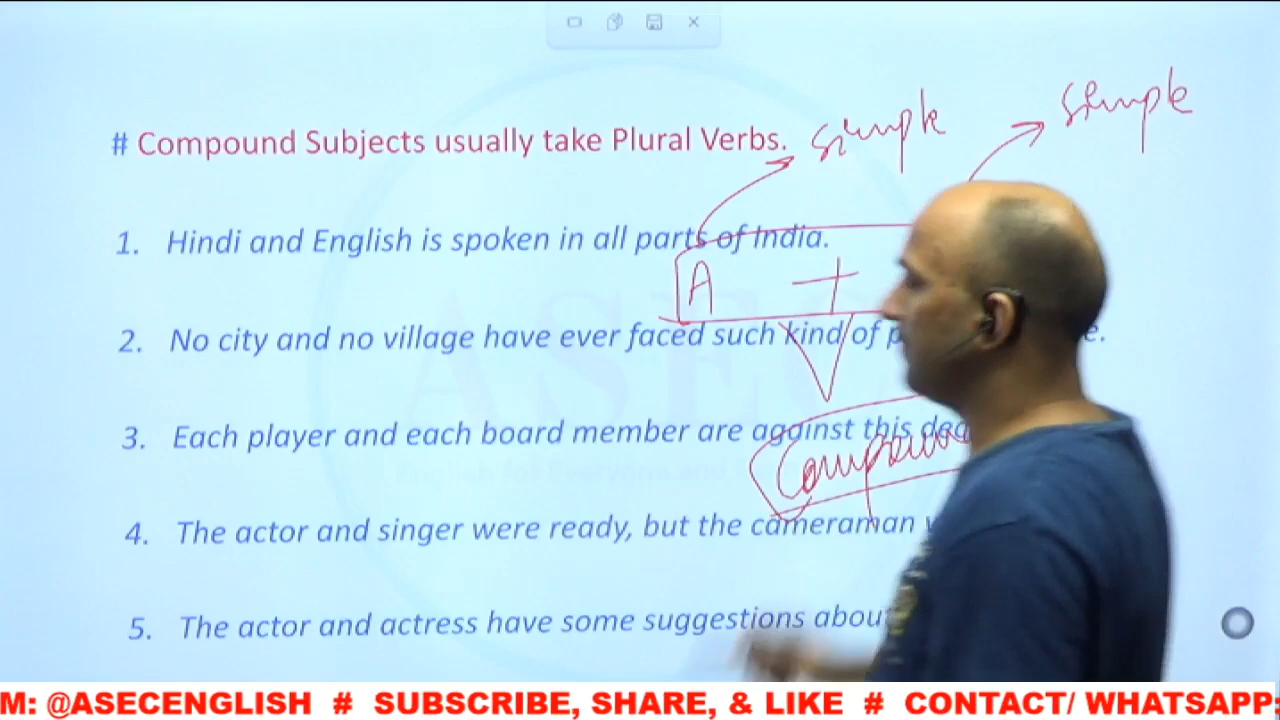 # Compound Subjects usually take Plural Verbs. simple simple
1. Hindi and English is spoken in all parts of India.
A +
2. No city and no village have ever faced such kind of
3. Each player and each board member are against this
4. The actor and singer were ready, but the cameraman
5. The actor and actress have some suggestions about
M: @ASECENGLISH # SUBSCRIBE, SHARE, & LIKE # CONTACT/ WHATSAPP: